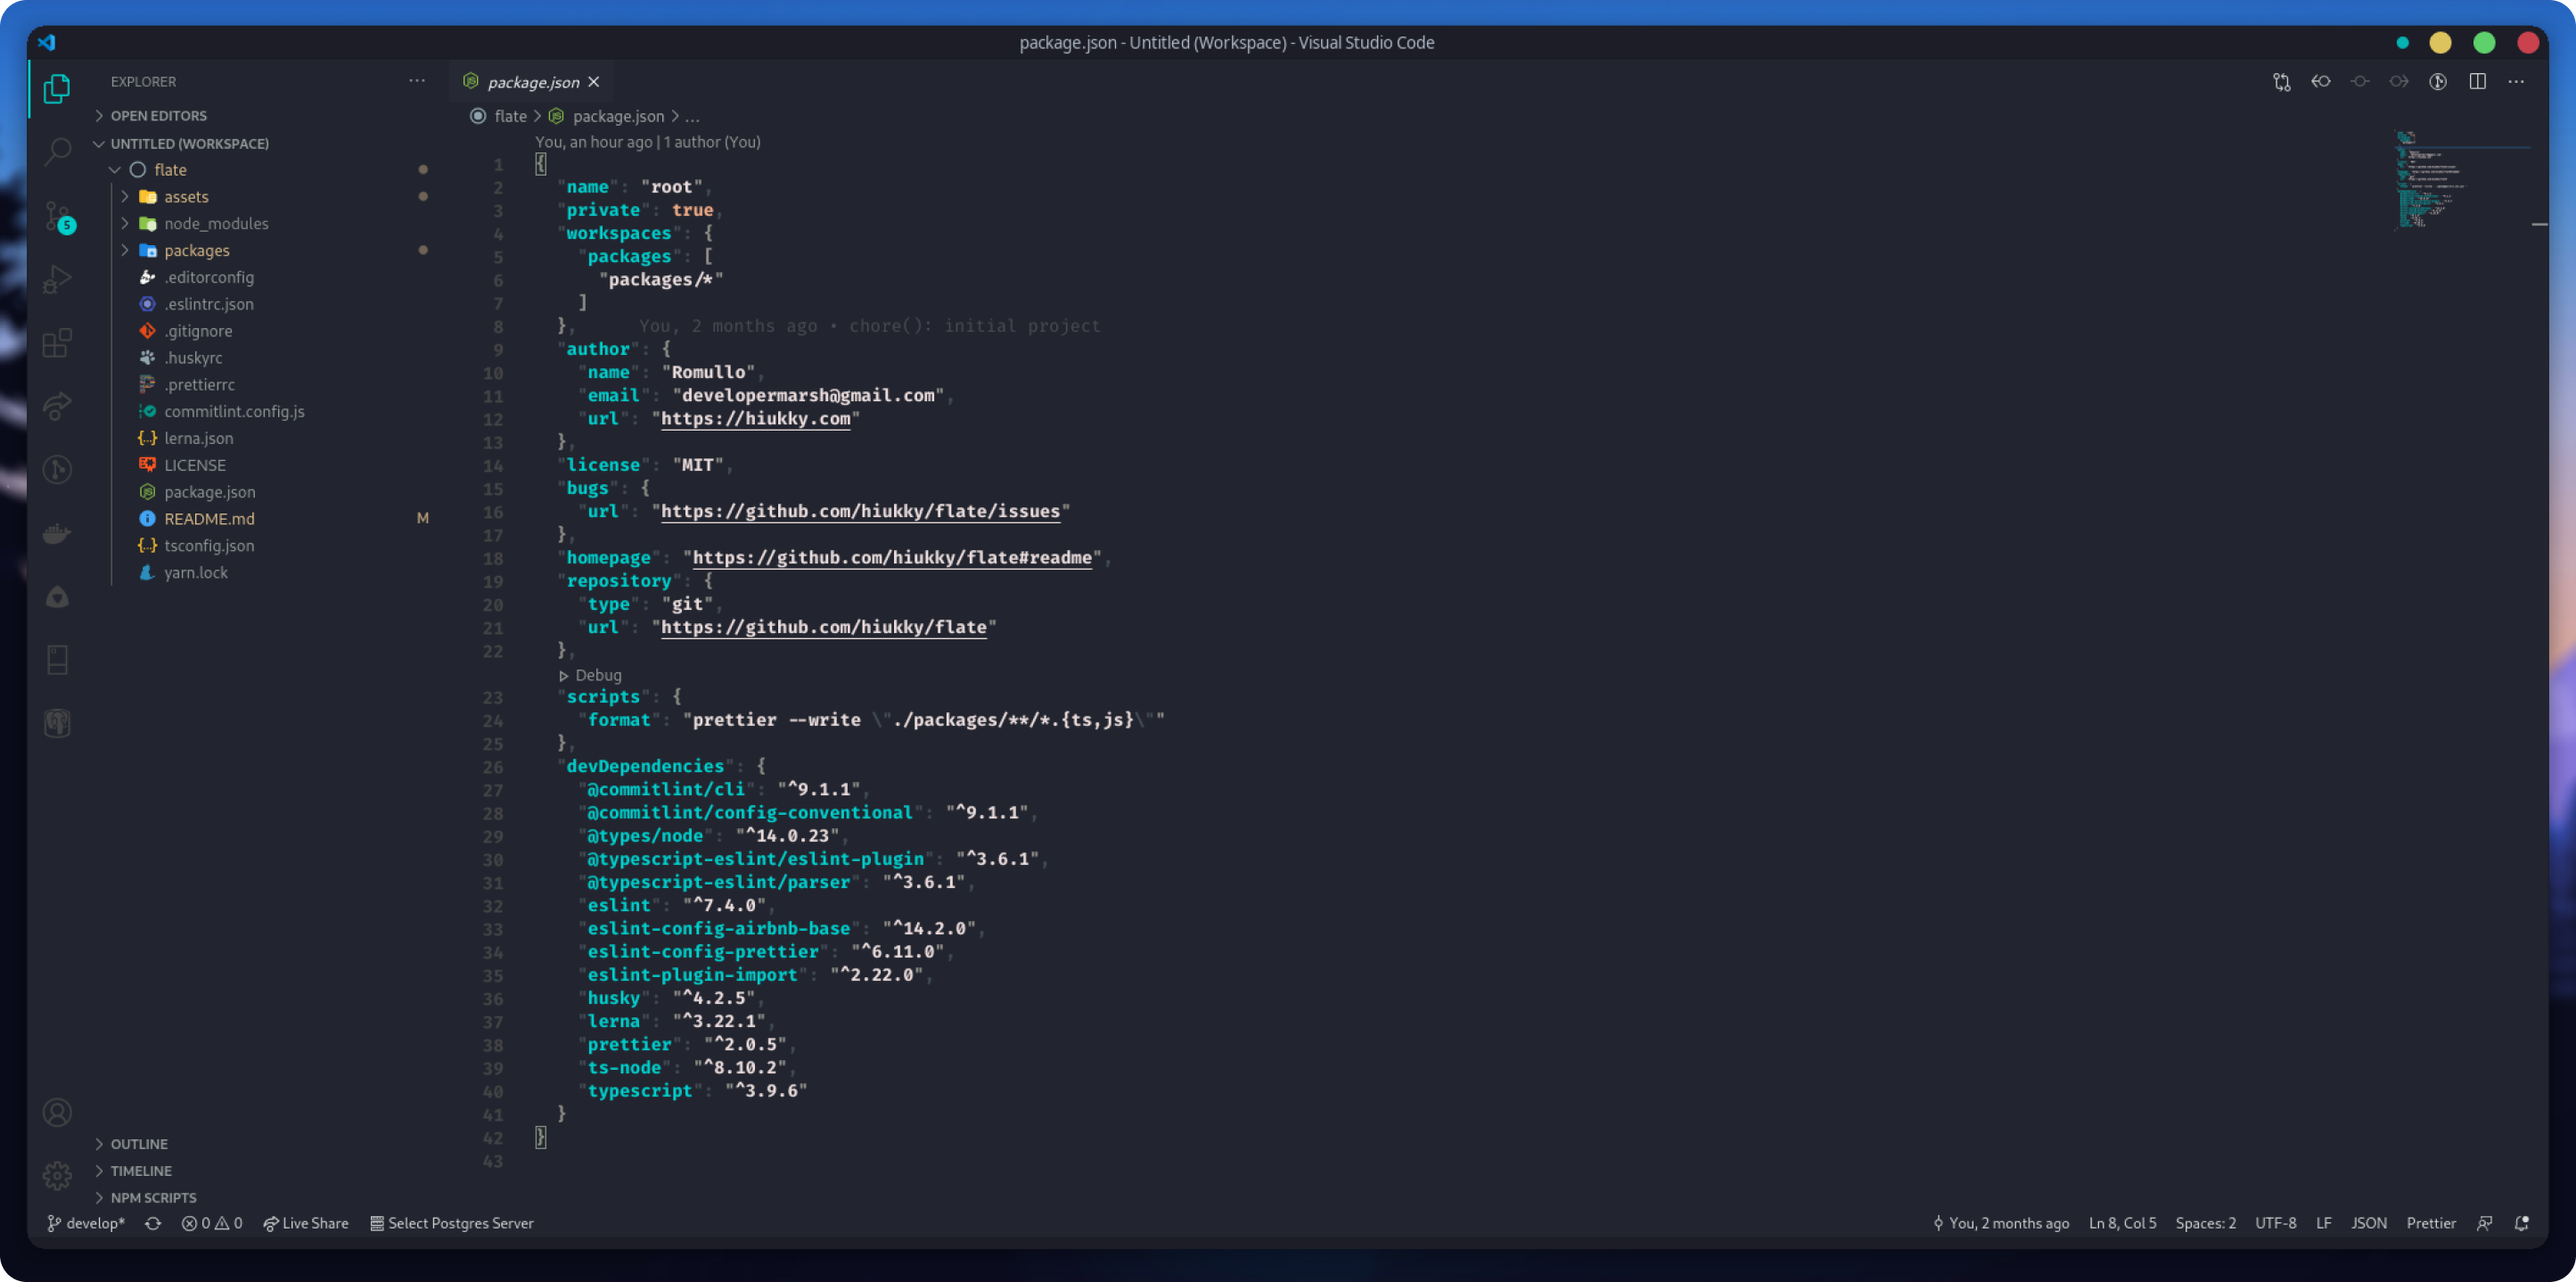 package.json - Untitled (Workspace) - Visual Studio Code
EXPLORER
OPEN EDITORS
UNTITLED (WORKSPACE)
flate
assets
node_modules
packages
.editorconfig
.eslintrc.json
.gitignore
.huskyrc
.prettierrc
commitlint.config.js
lerna.json
LICENSE
package.json
README.md M
tsconfig.json
yarn.lock
OUTLINE
TIMELINE
NPM SCRIPTS
5
package.json
flate > package.json > ...
You, an hour ago | 1 author (You)
1 {
2 "name": "root",
3 "private": true,
4 "workspaces": {
5 "packages": [
6 "packages/*"
7 ]
8 }, You, 2 months ago • chore(): initial project
9 "author": {
10 "name": "Romullo",
11 "email": "developermarsh@gmail.com",
12 "url": "https://hiukky.com"
13 },
14 "license": "MIT",
15 "bugs": {
16 "url": "https://github.com/hiukky/flate/issues"
17 },
18 "homepage": "https://github.com/hiukky/flate#readme",
19 "repository": {
20 "type": "git",
21 "url": "https://github.com/hiukky/flate"
22 },
Debug
23 "scripts": {
24 "format": "prettier --write \"./packages/**/*.{ts,js}\""
25 },
26 "devDependencies": {
27 "@commitlint/cli": "^9.1.1",
28 "@commitlint/config-conventional": "^9.1.1",
29 "@types/node": "^14.0.23",
30 "@typescript-eslint/eslint-plugin": "^3.6.1",
31 "@typescript-eslint/parser": "^3.6.1",
32 "eslint": "^7.4.0",
33 "eslint-config-airbnb-base": "^14.2.0",
34 "eslint-config-prettier": "^6.11.0",
35 "eslint-plugin-import": "^2.22.0",
36 "husky": "^4.2.5",
37 "lerna": "^3.22.1",
38 "prettier": "^2.0.5",
39 "ts-node": "^8.10.2",
40 "typescript": "^3.9.6"
41 }
42 }
43
develop* 0 0 Live Share Select Postgres Server You, 2 months ago Ln 8, Col 5 Spaces: 2 UTF-8 LF JSON Prettier